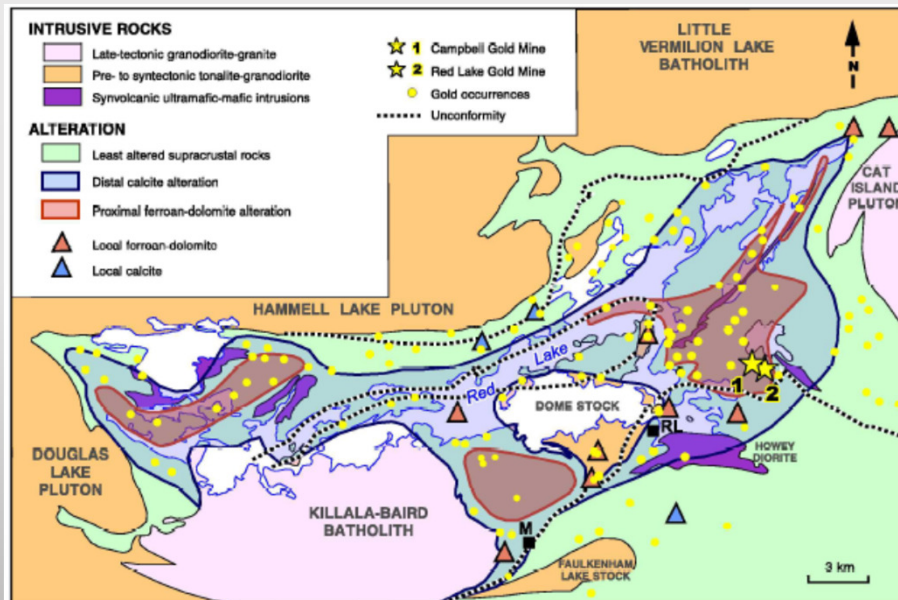 INTRUSIVE ROCKS
Late-tectonic granodiorite-granite
Pre- to syntectonic tonalite-granodiorite
Synvolcanic ultramafic-mafic intrusions
ALTERATION
Least altered supracrustal rocks
Distal calcite alteration
Proximal ferroan-dolomite alteration
Local ferroan-dolomite
Local calcite
1 Campbell Gold Mine
2 Red Lake Gold Mine
Gold occurrences
Unconformity
LITTLE
VERMILION LAKE
BATHOLITH
N
CAT
ISLAND
PLUTON
HAMMELL LAKE PLUTON
Red Lake
DOME STOCK
1
2
RL
HOWEY
DIORITE
DOUGLAS
LAKE
PLUTON
KILLALA-BAIRD
BATHOLITH
M
FAULKENHAM
LAKE STOCK
3 km